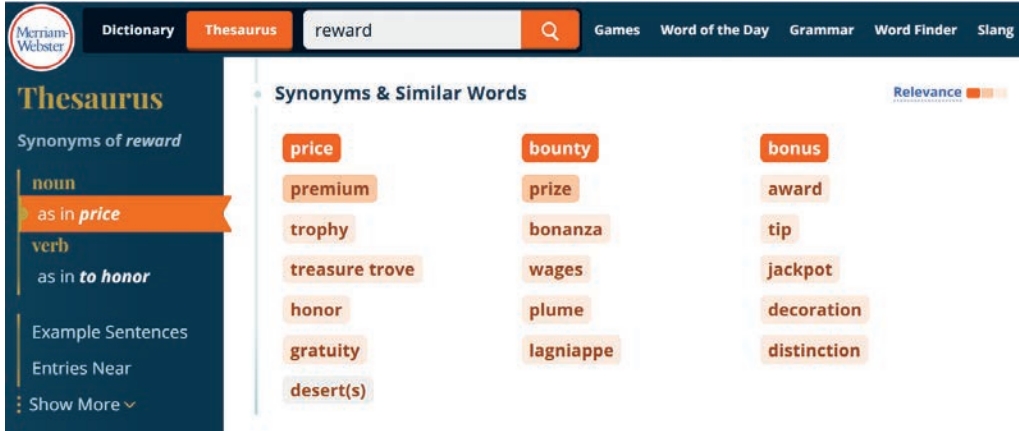 Merriam-
Webster
Dictionary
Thesaurus
reward
Games
Word of the Day
Grammar
Word Finder
Slang
Thesaurus
Synonyms of reward
noun
as in price
verb
as in to honor
Example Sentences
Entries Near
Show More
Synonyms & Similar Words
Relevance
price bounty bonus
premium prize award
trophy bonanza tip
treasure trove wages jackpot
honor plume decoration
gratuity lagniappe distinction
desert(s)